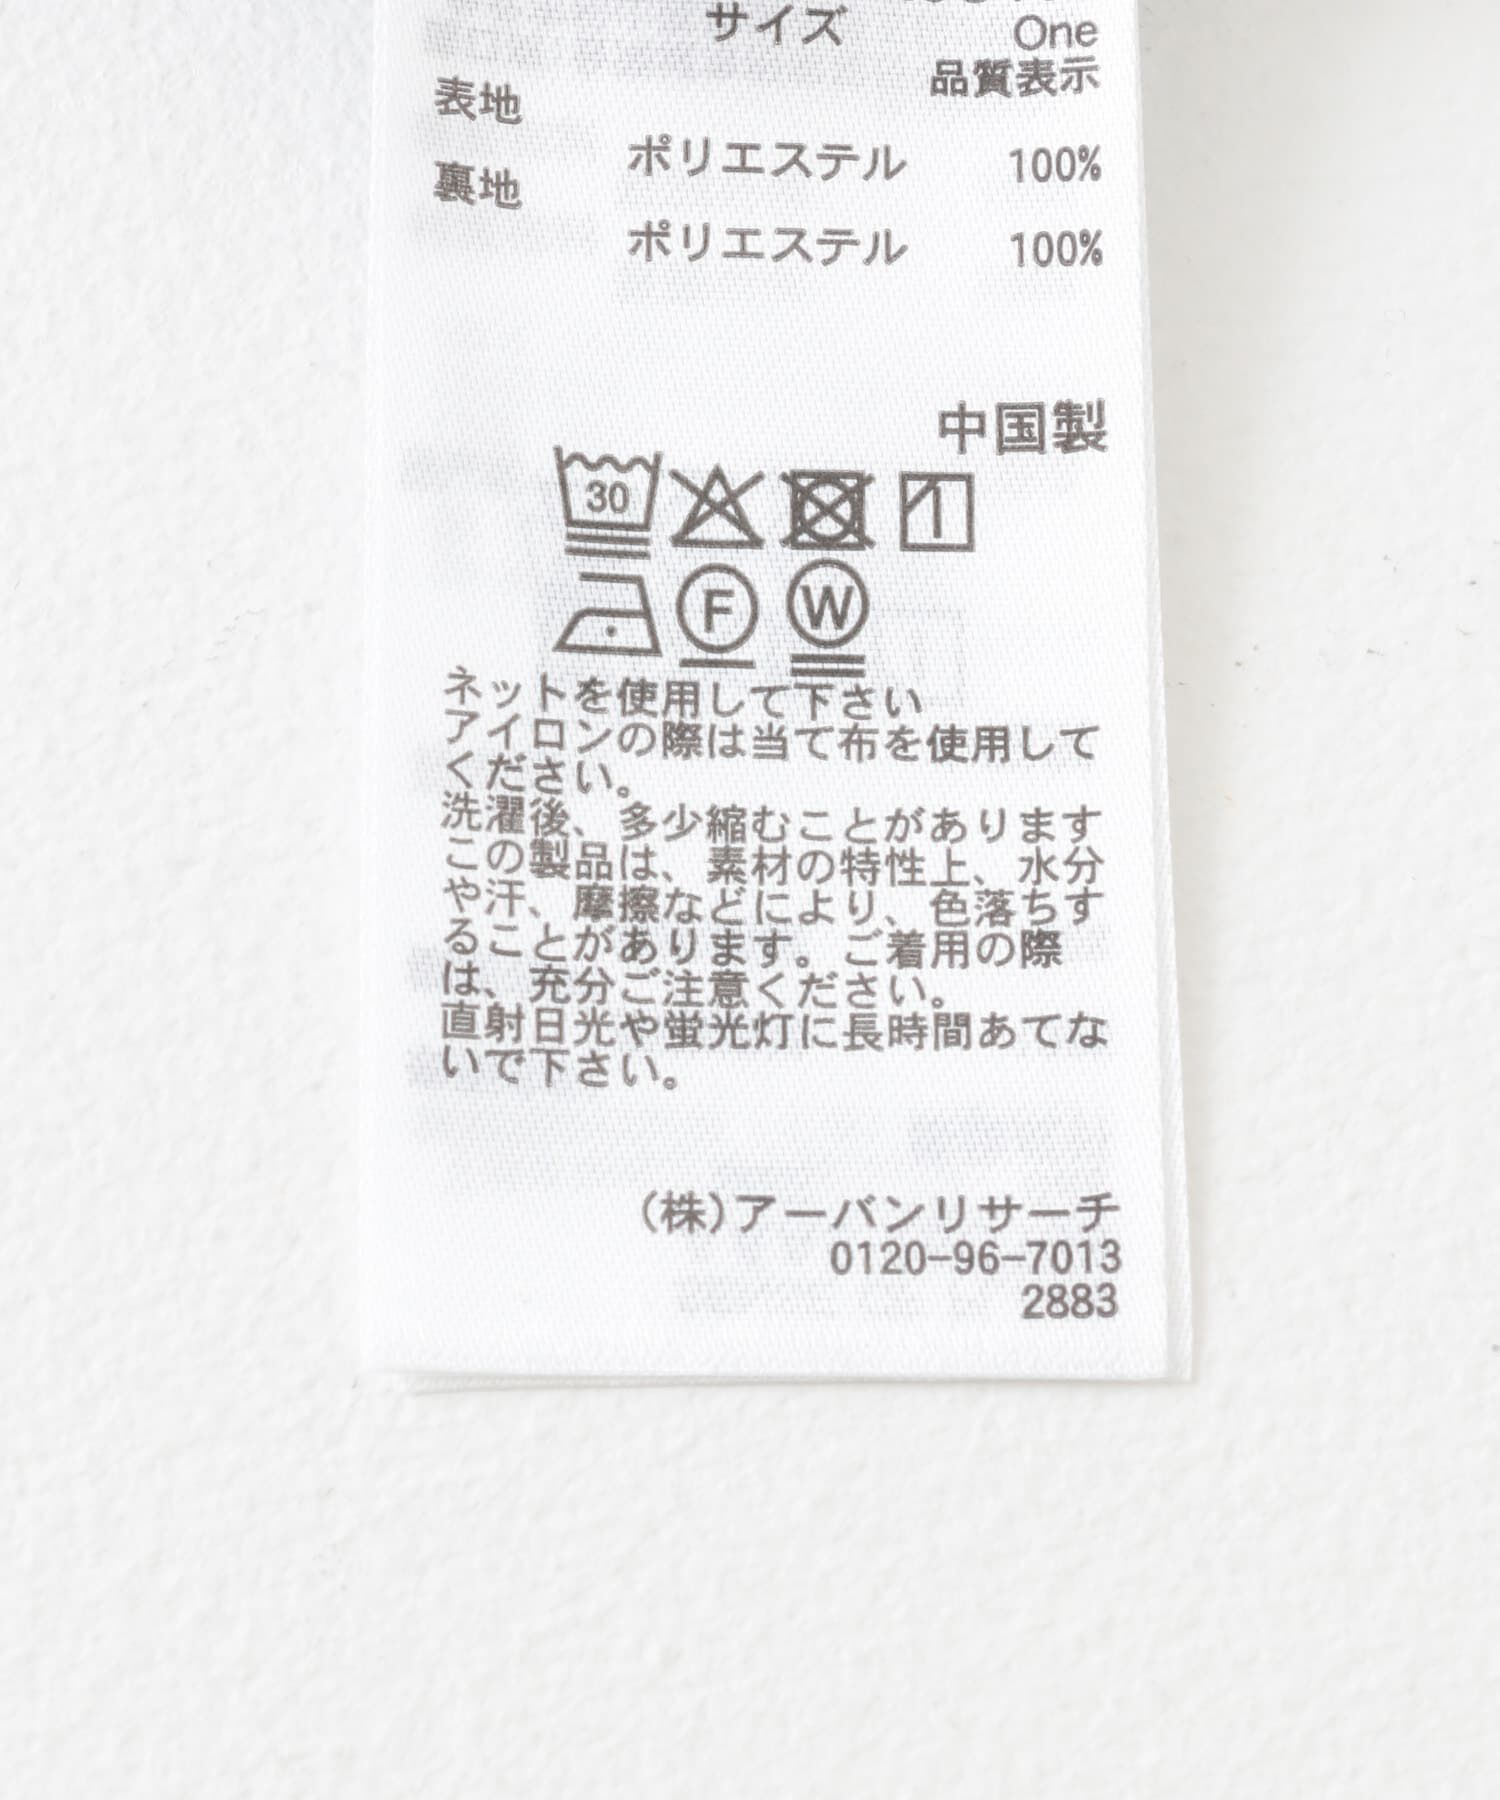 サイズ One
品質表示
表地
ポリエステル 100%
裏地
ポリエステル 100%
中国製
30
F W
ネットを使用して下さい
アイロンの際は当て布を使用して
ください。
洗濯後、多少縮むことがあります
この製品は、素材の特性上、水分
や汗、摩擦などにより、色落ちす
ることがあります。ご着用の際
は、充分ご注意ください。
直射日光や蛍光灯に長時間あてな
いで下さい。
(株)アーバンリサーチ
0120-96-7013
2883